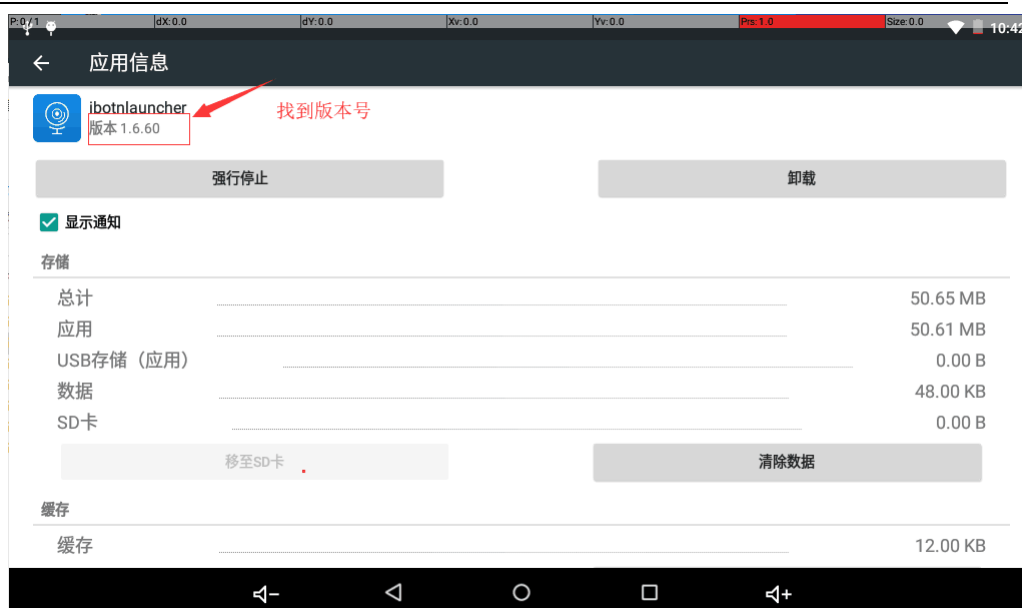 P: 0 / 1 dX: 0.0 dY: 0.0 Xv: 0.0 Yv: 0.0 Prs: 1.0 Size: 0.0
10:42
应用信息
ibotnlauncher
找到版本号
版本 1.6.60
强行停止 卸载
显示通知
存储
总计 50.65 MB
应用 50.61 MB
USB存储（应用） 0.00 B
数据 48.00 KB
SD卡 0.00 B
移至SD卡 清除数据
缓存
缓存 12.00 KB